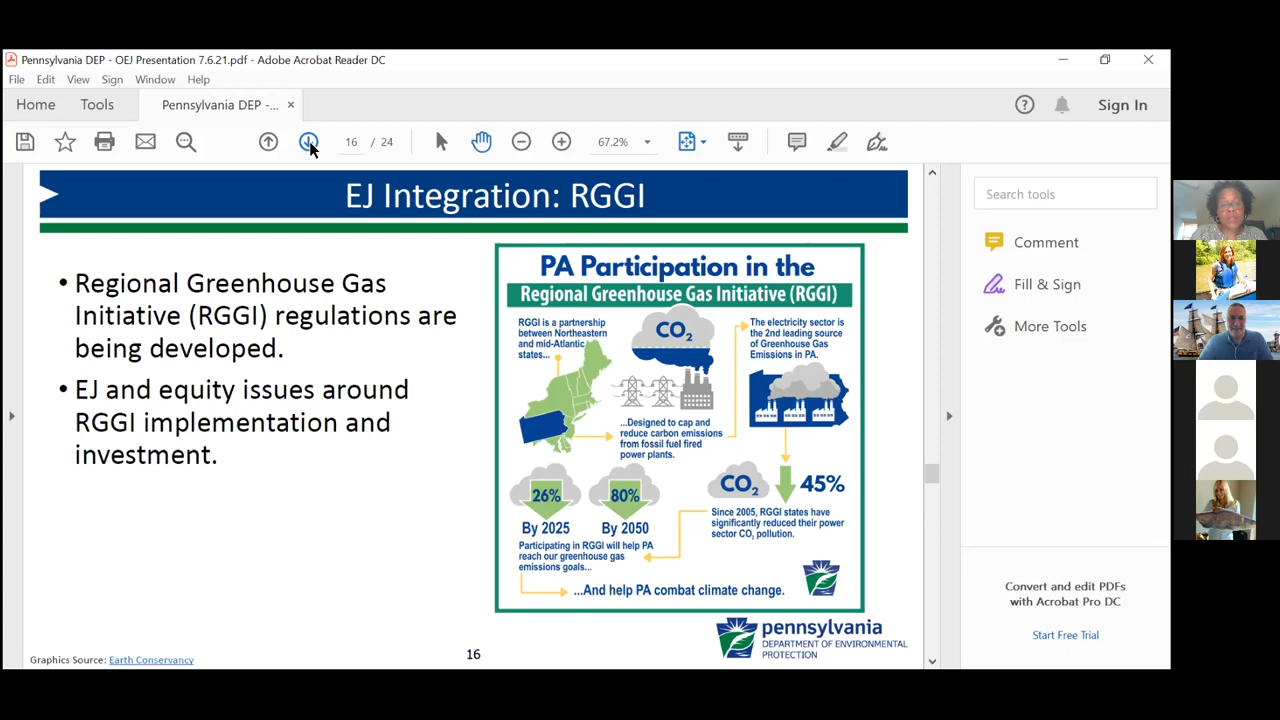 Pennsylvania DEP - OEJ Presentation 7.6.21.pdf - Adobe Acrobat Reader DC
File Edit View Sign Window Help
Home Tools Pennsylvania DEP -... × Sign In
16 / 24 67.2%
EJ Integration: RGGI
• Regional Greenhouse Gas
Initiative (RGGI) regulations are
being developed.
• EJ and equity issues around
RGGI implementation and
investment.
PA Participation in the
Regional Greenhouse Gas Initiative (RGGI)
RGGI is a partnership
between Northeastern
and mid-Atlantic
states...
CO2
The electricity sector is
the 2nd leading source
of Greenhouse Gas
Emissions in PA.
...Designed to cap and
reduce carbon emissions
from fossil fuel fired
power plants.
26%
By 2025
80%
By 2050
CO2
45%
Since 2005, RGGI states have
significantly reduced their power
sector CO2 pollution.
Participating in RGGI will help PA
reach our greenhouse gas
emissions goals...
...And help PA combat climate change.
pennsylvania
DEPARTMENT OF ENVIRONMENTAL
PROTECTION
Graphics Source: Earth Conservancy
16
Search tools
Comment
Fill & Sign
More Tools
Convert and edit PDFs
with Acrobat Pro DC
Start Free Trial